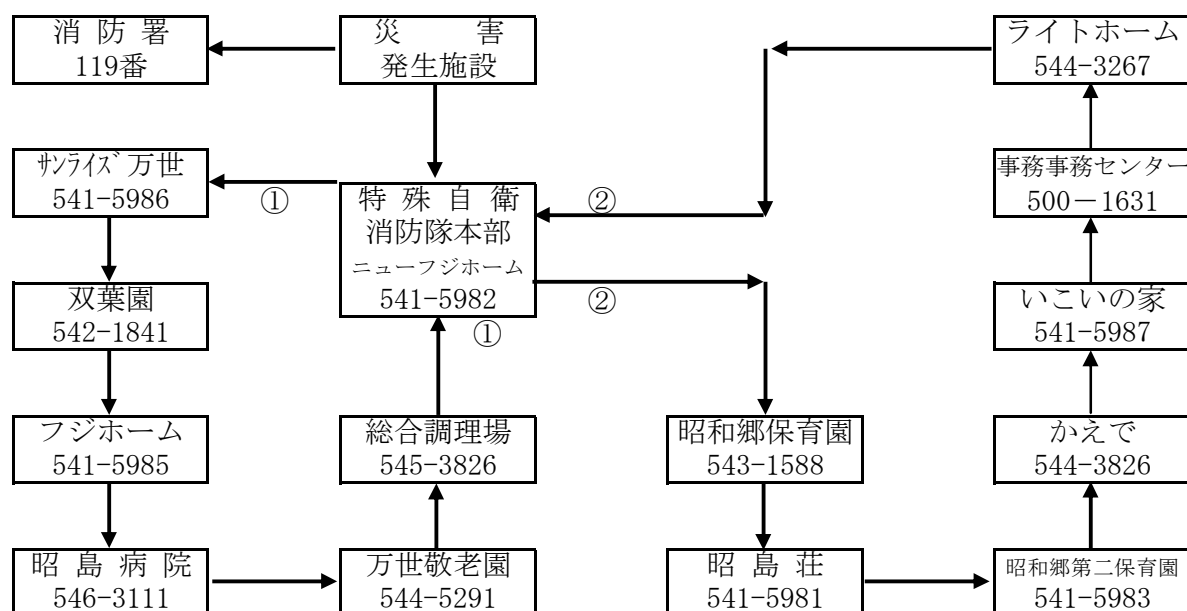 消防署
119番
災　害
発生施設
ライトホーム
544-3267
ｻﾝﾗｲｽﾞ万世
541-5986
①
特殊自衛
消防隊本部
ニューフジホーム
541-5982
②
②
①
事務事務センター
500－1631
双葉園
542-1841
いこいの家
541-5987
フジホーム
541-5985
総合調理場
545-3826
昭和郷保育園
543-1588
かえで
544-3826
昭島病院
546-3111
万世敬老園
544-5291
昭島荘
541-5981
昭和郷第二保育園
541-5983